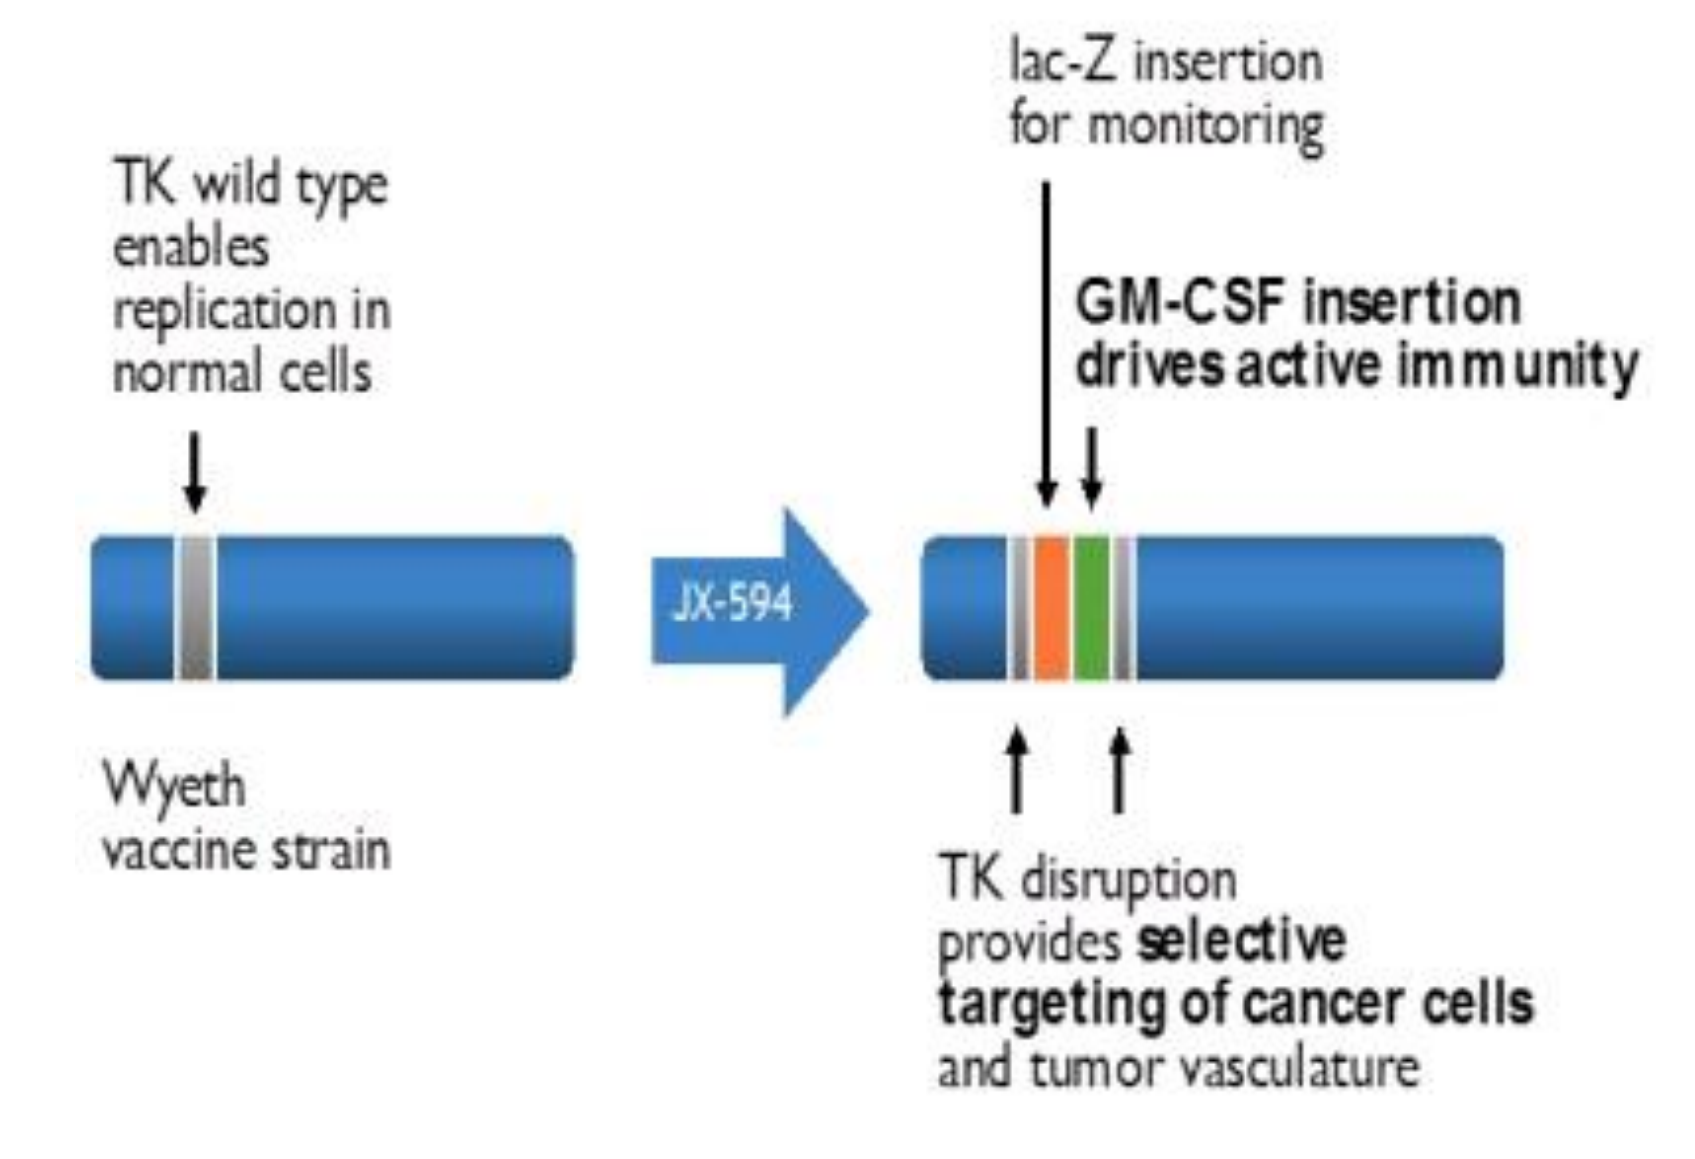 TK wild type
enables
replication in
normal cells
Wyeth
vaccine strain
JX-594
lac-Z insertion
for monitoring
GM-CSF insertion
drives active immunity
TK disruption
provides selective
targeting of cancer cells
and tumor vasculature